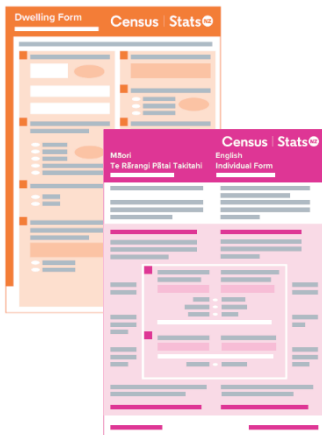 Dwelling Form
Census Stats NZ
Census Stats NZ
Māori
Te Rārangi Pātai Takitahi
English
Individual Form